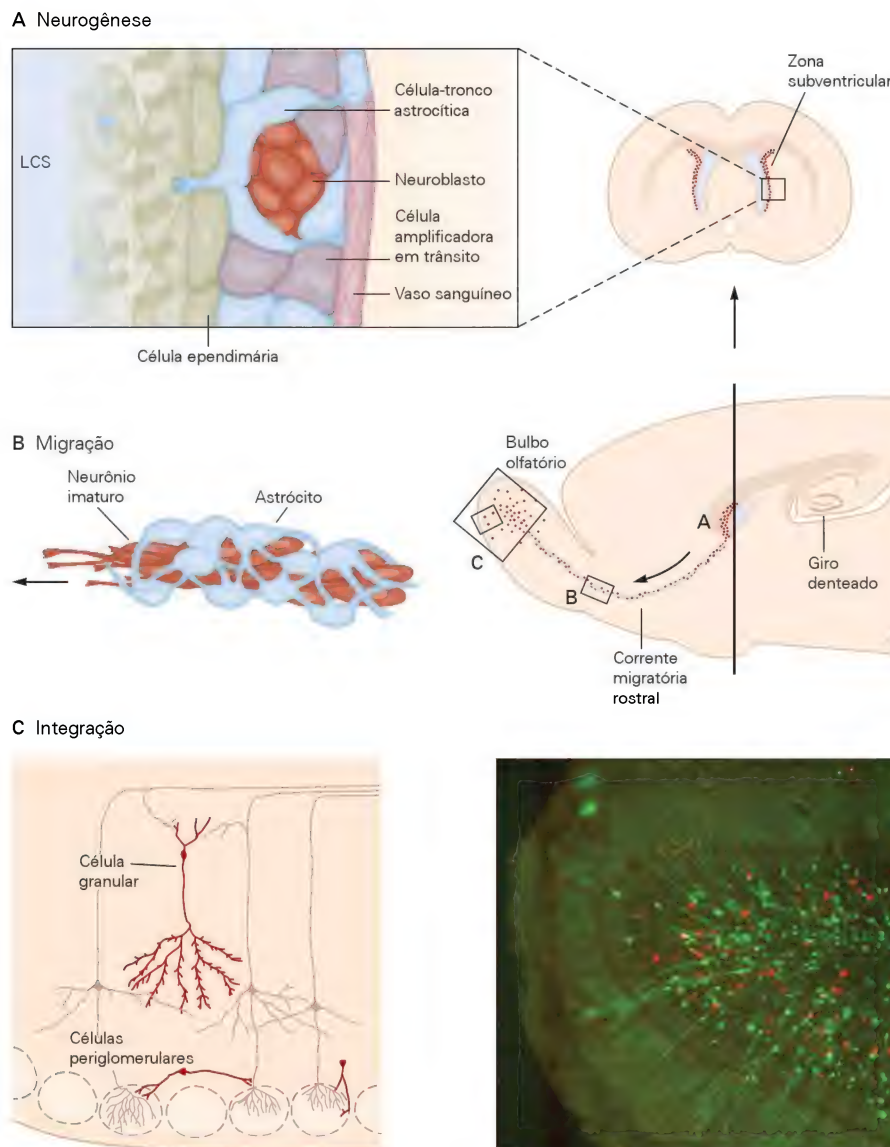 A Neurogênese
Célula-tronco
astrocítica
Zona
subventricular
LCS
Neuroblasto
Célula
amplificadora
em trânsito
Vaso sanguíneo
Célula ependimária
B Migração
Neurônio
imaturo
Astrócito
Bulbo
olfatório
A
C
B
Giro
denteado
Corrente
migratória
rostral
C Integração
Célula
granular
Células
periglomerulares